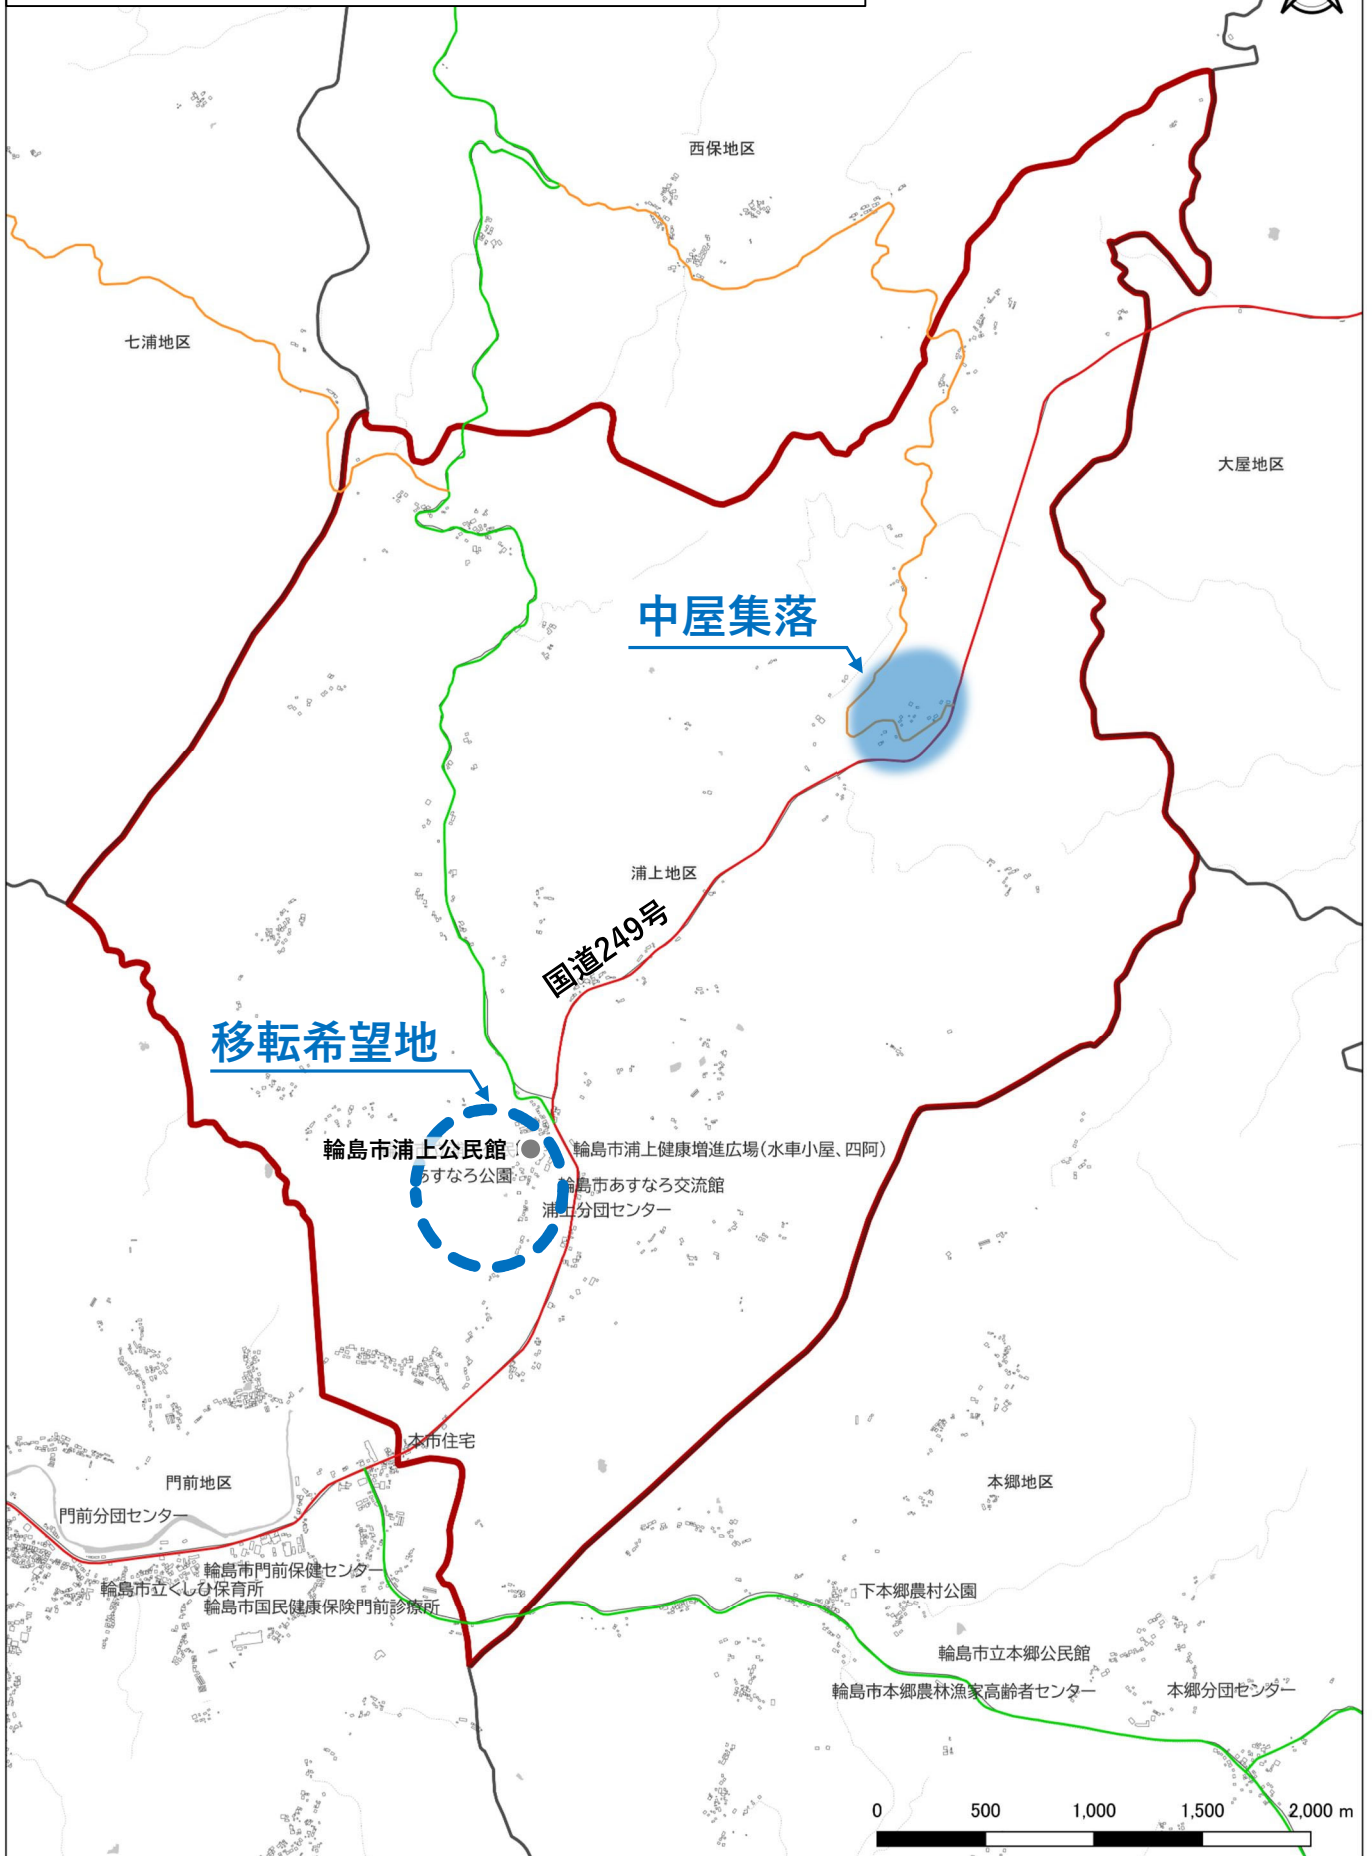 西保地区
七浦地区
大屋地区
中屋集落
浦上地区
国道249号
移転希望地
輪島市浦上公民館
輪島市浦上健康増進広場(水車小屋、四阿)
あすなろ公園
輪島市あすなろ交流館
浦上分団センター
本市住宅
門前地区
本郷地区
門前分団センター
輪島市門前保健センター
輪島市立くしひ保育所
輪島市国民健康保険門前診療所
下本郷農村公園
輪島市立本郷公民館
輪島市本郷農林漁家高齢者センター
本郷分団センター
0 500 1,000 1,500 2,000 m